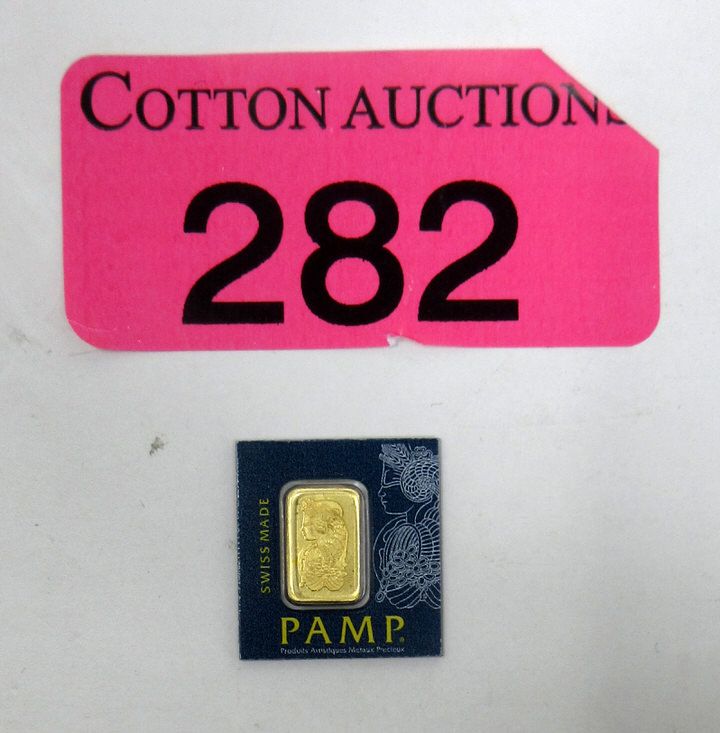 COTTON AUCTIONS
282
SWISS MADE
PAMP®
Produits Artistiques Métaux Précieux